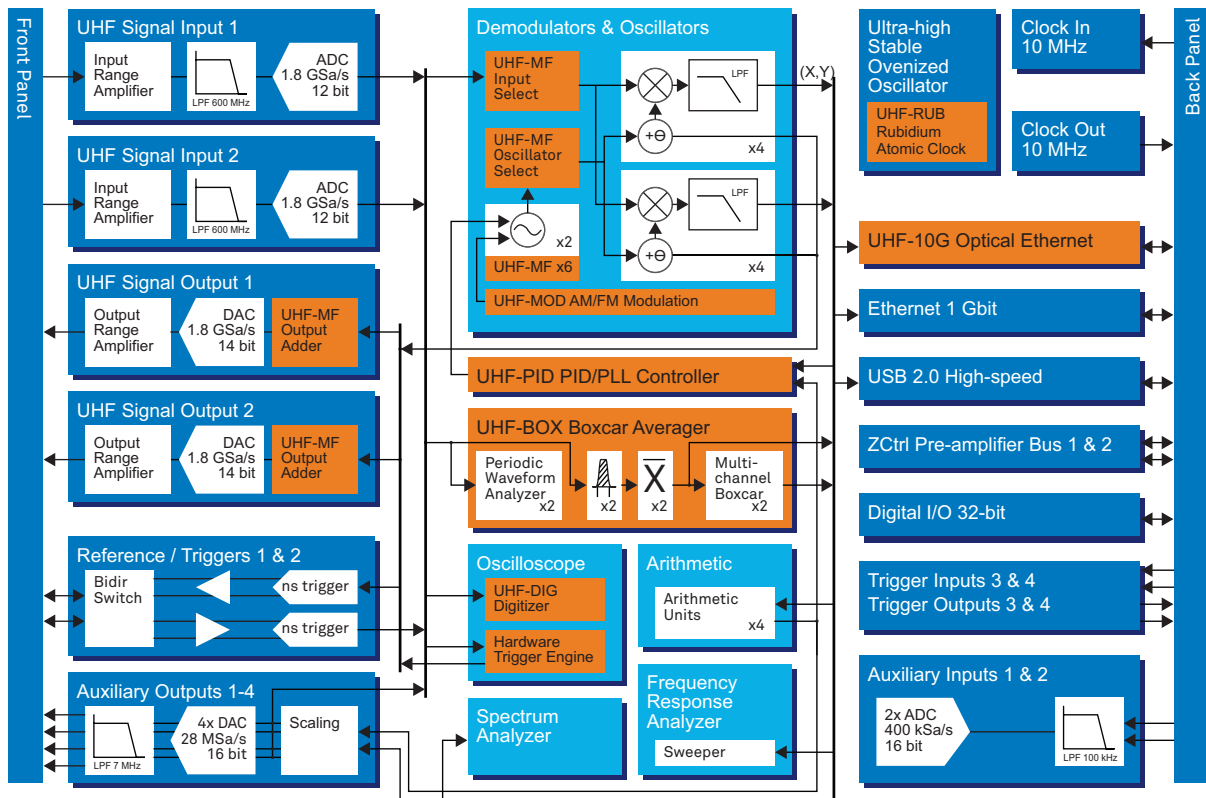 Front Panel
UHF Signal Input 1
Input
Range
Amplifier
LPF 600 MHz
ADC
1.8 GSa/s
12 bit
UHF Signal Input 2
Input
Range
Amplifier
LPF 600 MHz
ADC
1.8 GSa/s
12 bit
UHF Signal Output 1
Output
Range
Amplifier
DAC
1.8 GSa/s
14 bit
UHF-MF
Output
Adder
UHF Signal Output 2
Output
Range
Amplifier
DAC
1.8 GSa/s
14 bit
UHF-MF
Output
Adder
Reference / Triggers 1 & 2
Bidir
Switch
ns trigger
ns trigger
Auxiliary Outputs 1-4
LPF 7 MHz
4x DAC
28 MSa/s
16 bit
Scaling
Demodulators & Oscillators
UHF-MF
Input
Select
UHF-MF
Oscillator
Select
x2
UHF-MF x6
UHF-MOD AM/FM Modulation
LPF
+Θ
x4
LPF
+Θ
x4
(X,Y)
UHF-PID PID/PLL Controller
UHF-BOX Boxcar Averager
Periodic
Waveform
Analyzer
x2
x2
X
x2
Multi-
channel
Boxcar
x2
Oscilloscope
UHF-DIG
Digitizer
Hardware
Trigger Engine
Arithmetic
Arithmetic
Units
x4
Spectrum
Analyzer
Frequency
Response
Analyzer
Sweeper
Ultra-high
Stable
Ovenized
Oscillator
UHF-RUB
Rubidium
Atomic Clock
Clock In
10 MHz
Clock Out
10 MHz
UHF-10G Optical Ethernet
Ethernet 1 Gbit
USB 2.0 High-speed
ZCtrl Pre-amplifier Bus 1 & 2
Digital I/O 32-bit
Trigger Inputs 3 & 4
Trigger Outputs 3 & 4
Auxiliary Inputs 1 & 2
2x ADC
400 kSa/s
16 bit
LPF 100 kHz
Back Panel